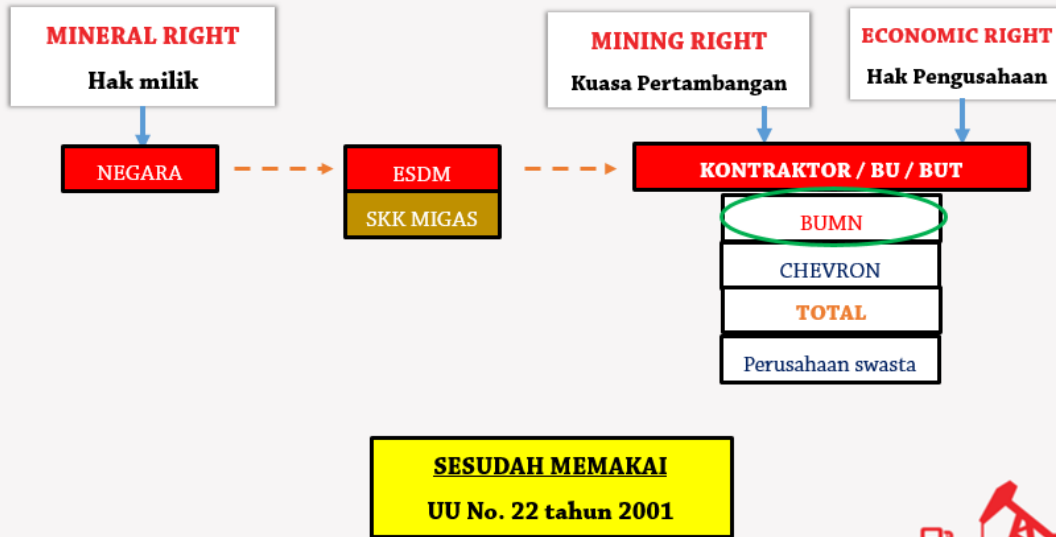 MINERAL RIGHT
Hak milik
MINING RIGHT
Kuasa Pertambangan
ECONOMIC RIGHT
Hak Pengusahaan
NEGARA
ESDM
SKK MIGAS
KONTRAKTOR / BU / BUT
BUMN
CHEVRON
TOTAL
Perusahaan swasta
SESUDAH MEMAKAI
UU No. 22 tahun 2001